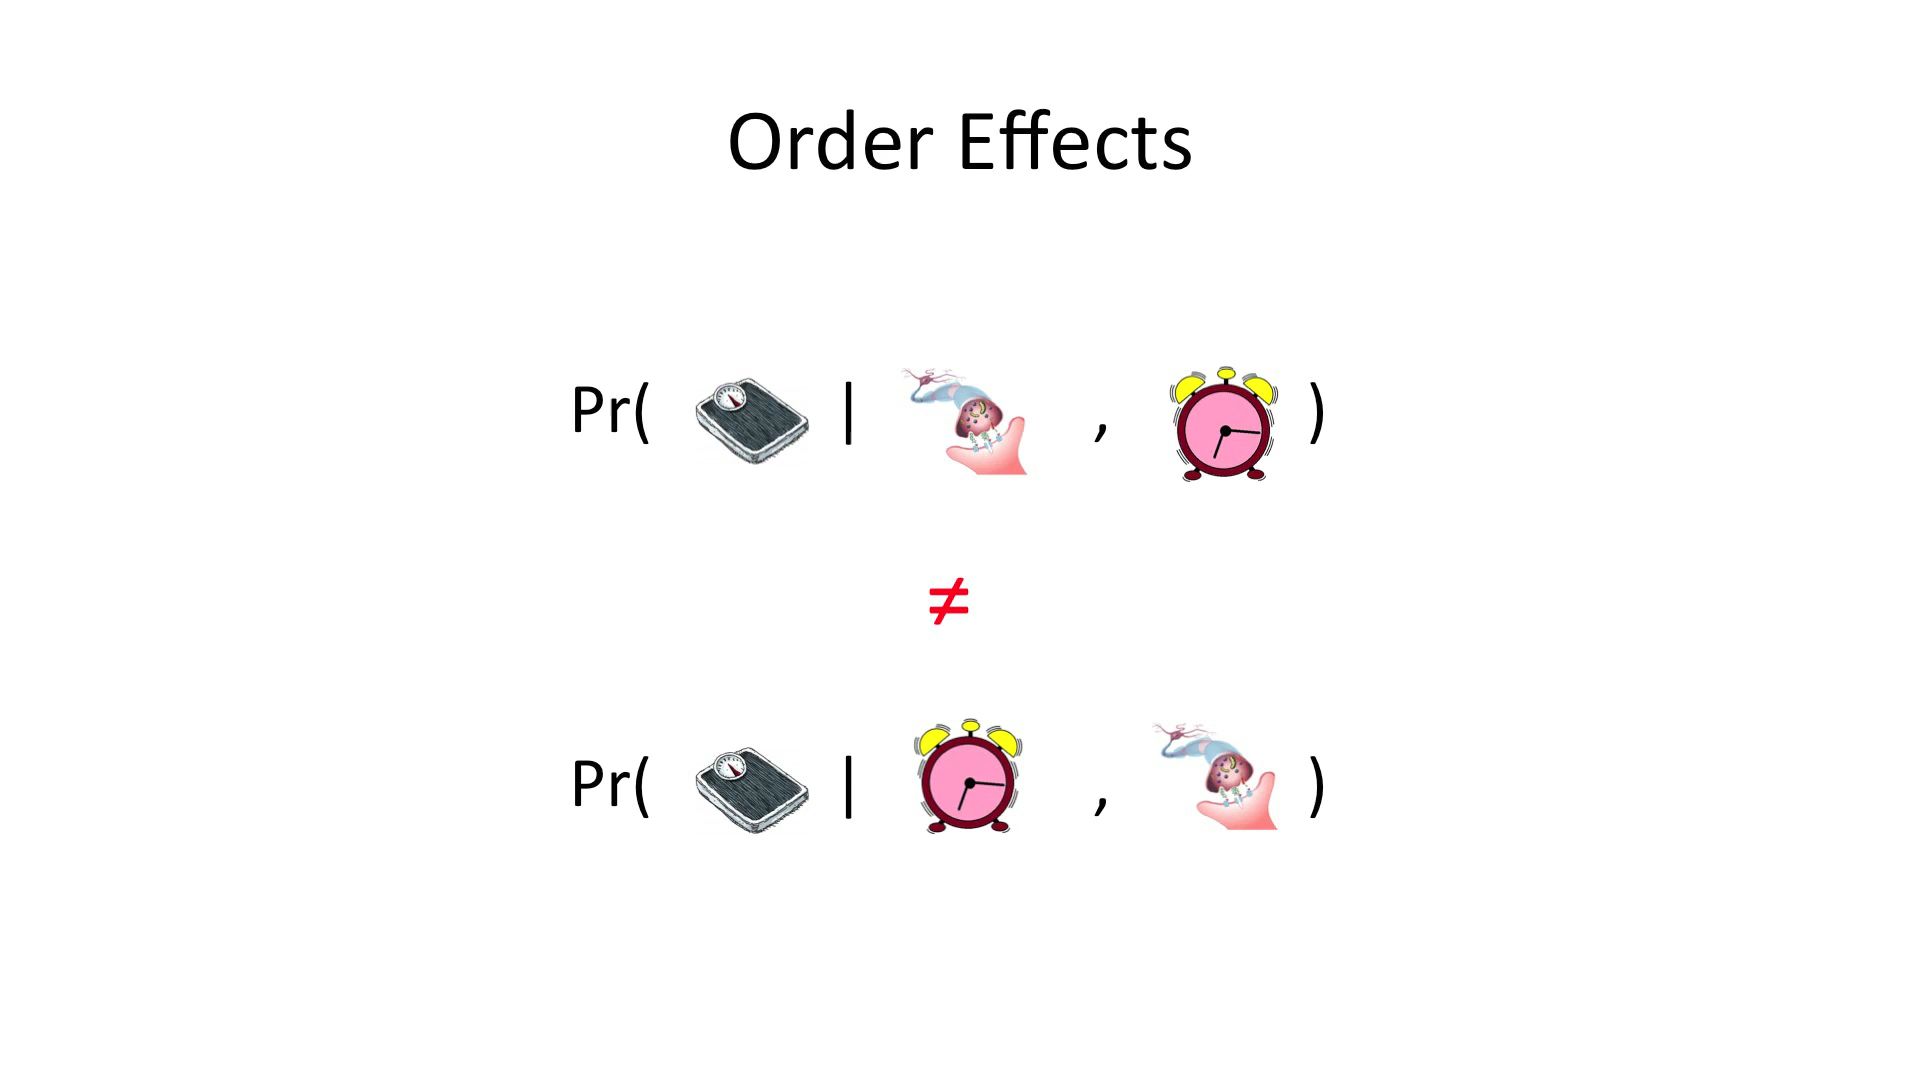 Order Effects
Pr( | , )
≠
Pr( | , )